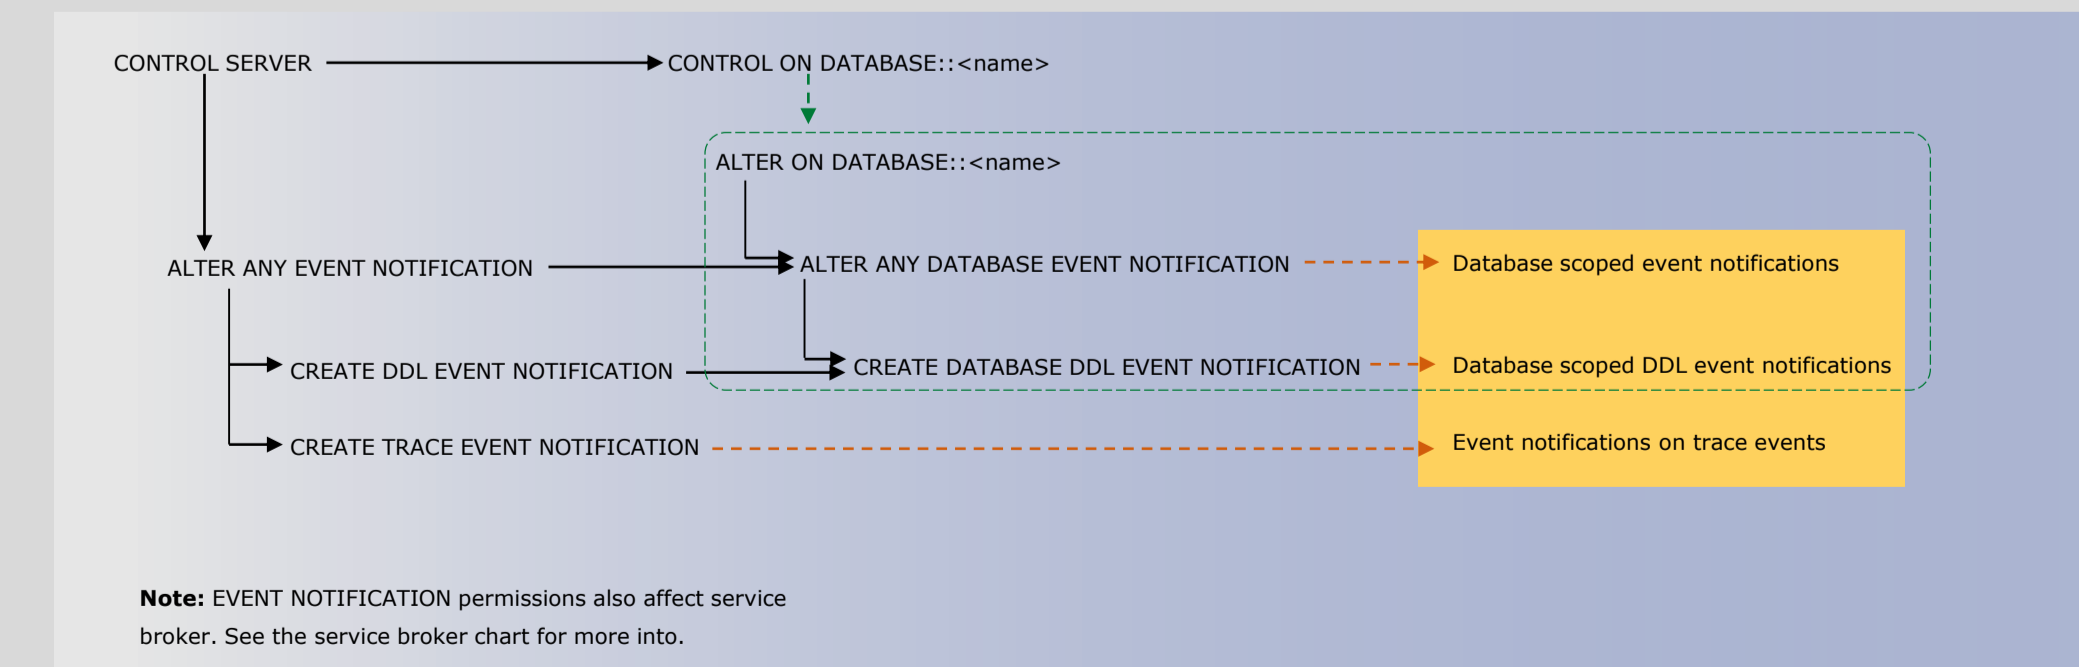 CONTROL SERVER
CONTROL ON DATABASE::<name>
ALTER ON DATABASE::<name>
ALTER ANY EVENT NOTIFICATION
ALTER ANY DATABASE EVENT NOTIFICATION
Database scoped event notifications
CREATE DDL EVENT NOTIFICATION
CREATE DATABASE DDL EVENT NOTIFICATION
Database scoped DDL event notifications
CREATE TRACE EVENT NOTIFICATION
Event notifications on trace events
Note: EVENT NOTIFICATION permissions also affect service
broker. See the service broker chart for more into.